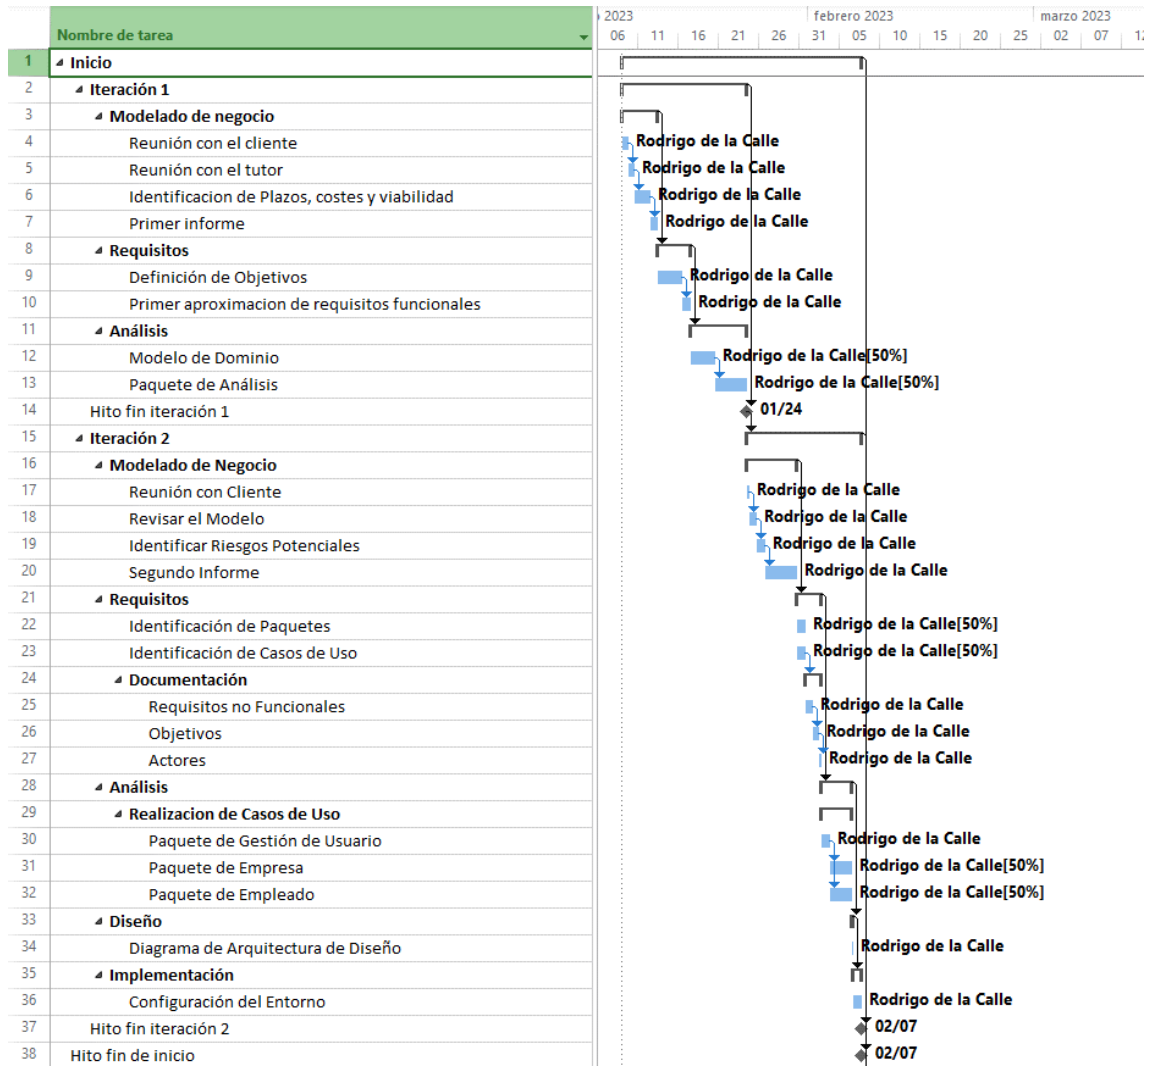 2023 febrero 2023 marzo 2023
Nombre de tarea 06 11 16 21 26 31 05 10 15 20 25 02 07
1 Inicio
2 Iteración 1
3 Modelado de negocio
4 Reunión con el cliente Rodrigo de la Calle
5 Reunión con el tutor Rodrigo de la Calle
6 Identificacion de Plazos, costes y viabilidad Rodrigo de la Calle
7 Primer informe Rodrigo de la Calle
8 Requisitos
9 Definición de Objetivos Rodrigo de la Calle
10 Primer aproximacion de requisitos funcionales Rodrigo de la Calle
11 Análisis
12 Modelo de Dominio Rodrigo de la Calle[50%]
13 Paquete de Análisis Rodrigo de la Calle[50%]
14 Hito fin iteración 1 01/24
15 Iteración 2
16 Modelado de Negocio
17 Reunión con Cliente Rodrigo de la Calle
18 Revisar el Modelo Rodrigo de la Calle
19 Identificar Riesgos Potenciales Rodrigo de la Calle
20 Segundo Informe Rodrigo de la Calle
21 Requisitos
22 Identificación de Paquetes Rodrigo de la Calle[50%]
23 Identificación de Casos de Uso Rodrigo de la Calle[50%]
24 Documentación
25 Requisitos no Funcionales Rodrigo de la Calle
26 Objetivos Rodrigo de la Calle
27 Actores Rodrigo de la Calle
28 Análisis
29 Realizacion de Casos de Uso
30 Paquete de Gestión de Usuario Rodrigo de la Calle
31 Paquete de Empresa Rodrigo de la Calle[50%]
32 Paquete de Empleado Rodrigo de la Calle[50%]
33 Diseño
34 Diagrama de Arquitectura de Diseño Rodrigo de la Calle
35 Implementación
36 Configuración del Entorno Rodrigo de la Calle
37 Hito fin iteración 2 02/07
38 Hito fin de inicio 02/07